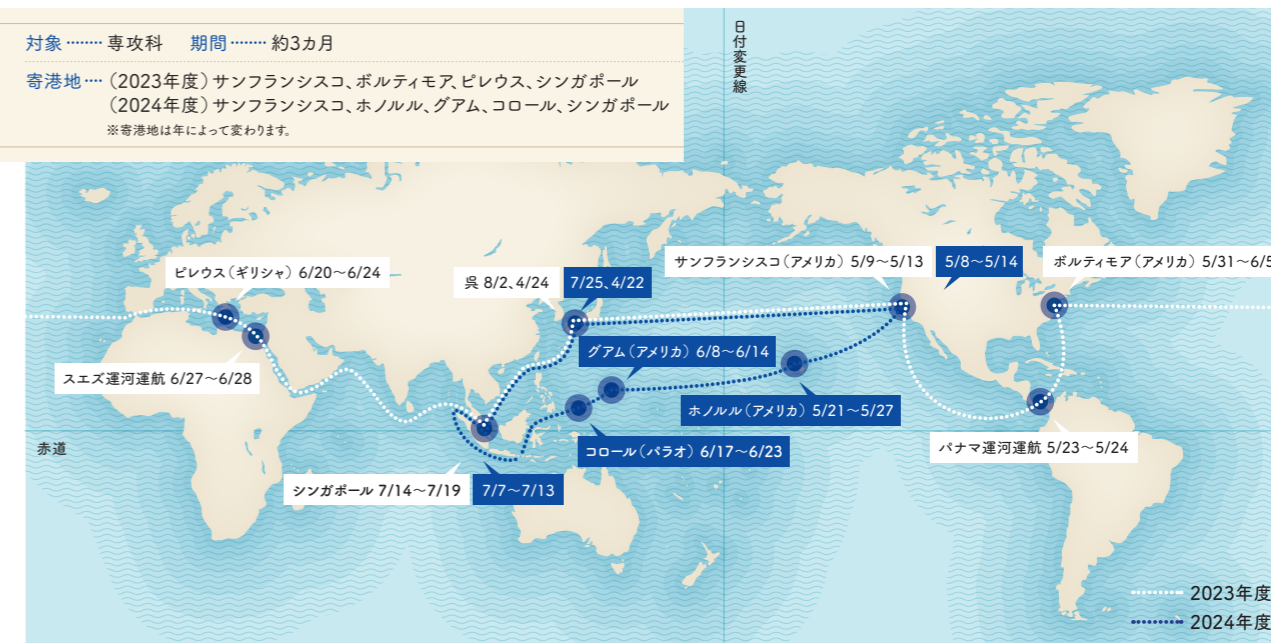 対象········専攻科 期間········約3カ月
寄港地····（2023年度）サンフランシスコ、ボルティモア、ピレウス、シンガポール
（2024年度）サンフランシスコ、ホノルル、グアム、コロール、シンガポール
※寄港地は年によって変わります。
日付変更線
ピレウス（ギリシャ） 6/20〜6/24
呉 8/2、4/24
7/25、4/22
サンフランシスコ（アメリカ） 5/9〜5/13
5/8〜5/14
ボルティモア（アメリカ） 5/31〜6/5
スエズ運河運航 6/27〜6/28
グアム（アメリカ） 6/8〜6/14
ホノルル（アメリカ） 5/21〜5/27
赤道
コロール（パラオ） 6/17〜6/23
パナマ運河運航 5/23〜5/24
シンガポール 7/14〜7/19
7/7〜7/13
2023年度
2024年度